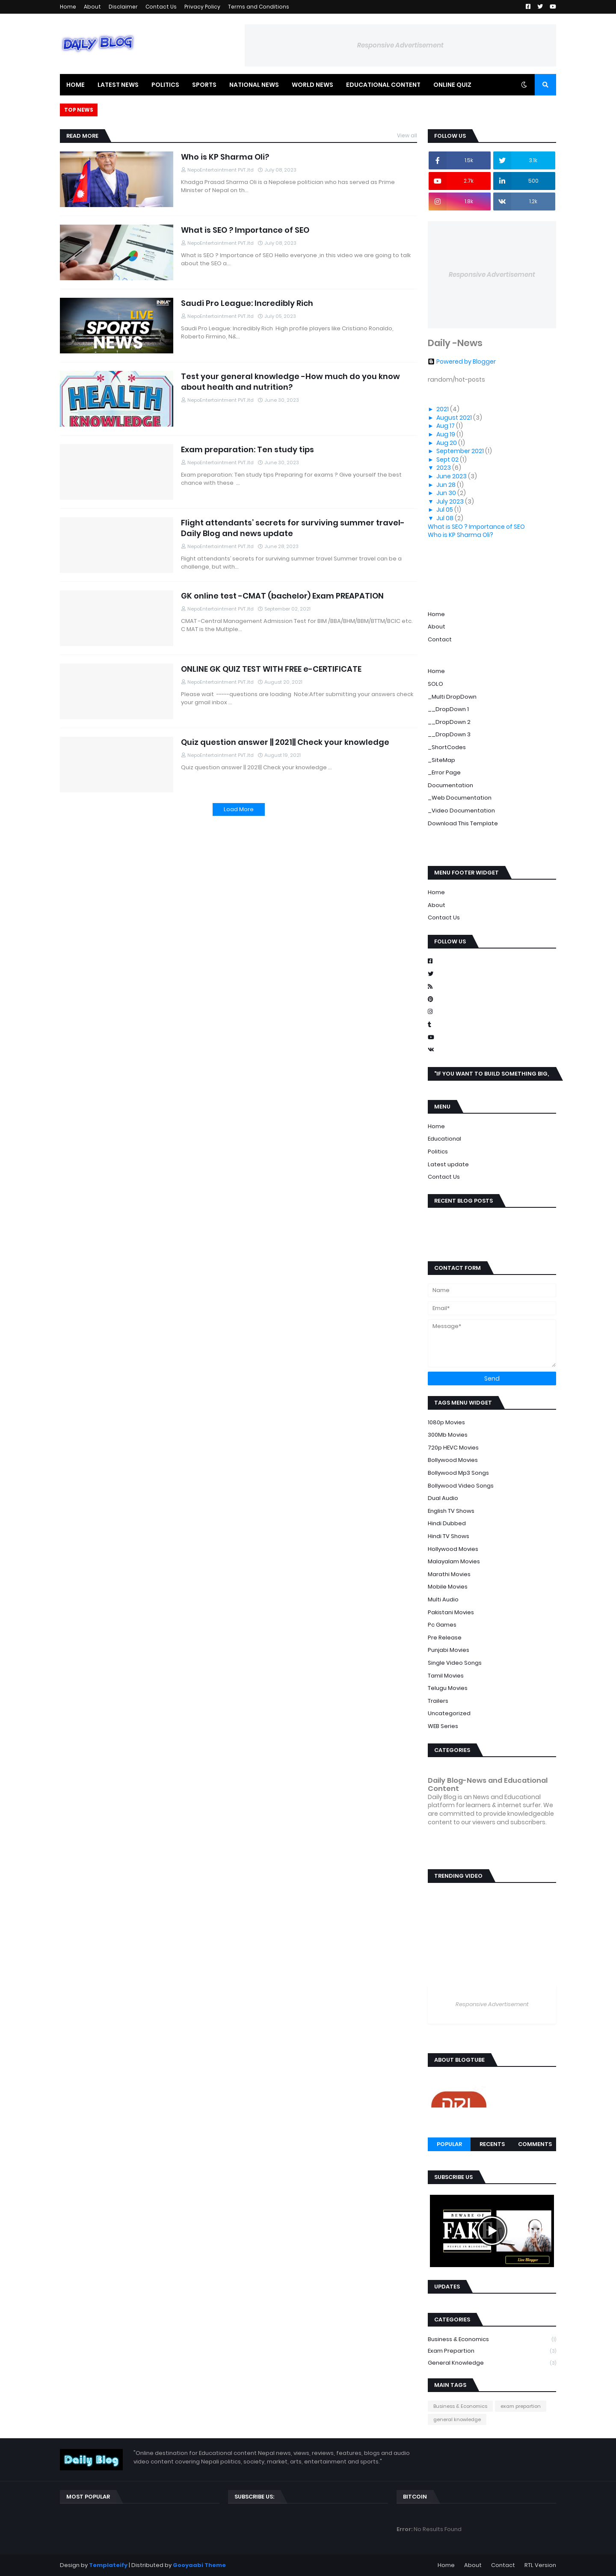 Home About Disclaimer Contact Us Privacy Policy Terms and Conditions
DAILY BLOG
Responsive Advertisement
HOME LATEST NEWS POLITICS SPORTS NATIONAL NEWS WORLD NEWS EDUCATIONAL CONTENT ONLINE QUIZ
TOP NEWS
READ MORE View all
Who is KP Sharma Oli?
NepaEntertaintment PVT.ltd July 08, 2023
Khadga Prasad Sharma Oli is a Nepalese politician who has served as Prime
Minister of Nepal on th…
What is SEO ? Importance of SEO
NepaEntertaintment PVT.ltd July 08, 2023
What is SEO ? Importance of SEO Hello everyone ,in this video we are going to talk
about the SEO a…
LIVE
SPORTS
NEWS
Saudi Pro League: Incredibly Rich
NepaEntertaintment PVT.ltd July 05, 2023
Saudi Pro League: Incredibly Rich High profile players like Cristiano Ronaldo,
Roberto Firmino, N'd…
HEALTH
KNOWLEDGE
Test your general knowledge -How much do you know
about health and nutrition?
NepaEntertaintment PVT.ltd June 30, 2023
Exam preparation: Ten study tips
NepaEntertaintment PVT.ltd June 30, 2023
Exam preparation: Ten study tips Preparing for exams ? Give yourself the best
chance with these …
Flight attendants' secrets for surviving summer travel-
Daily Blog and news update
NepaEntertaintment PVT.ltd June 28, 2023
Flight attendants' secrets for surviving summer travel Summer travel can be a
challenge, but with…
GK online test -CMAT (bachelor) Exam PREAPATION
NepaEntertaintment PVT.ltd September 02, 2021
CMAT -Central Management Admission Test for BIM /BBA/BHM/BBM/BTTM/BCIC etc.
C.MAT is the Multiple…
ONLINE GK QUIZ TEST WITH FREE e-CERTIFICATE
NepaEntertaintment PVT.ltd August 20, 2021
Please wait ----questions are loading Note:After submitting your answers check
your gmail inbox …
Quiz question answer || 2021|| Check your knowledge
NepaEntertaintment PVT.ltd August 19, 2021
Quiz question answer || 2021|| Check your knowledge …
Load More
FOLLOW US
1.5k 3.1k
2.7k 500
1.8k 1.2k
Responsive Advertisement
Daily -News
Powered by Blogger
random/hot-posts
► 2021 (4)
► August 2021 (3)
► Aug 17 (1)
► Aug 19 (1)
► Aug 20 (1)
► September 2021 (1)
► Sept 02 (1)
▼ 2023 (6)
► June 2023 (3)
► Jun 28 (1)
► Jun 30 (2)
▼ July 2023 (3)
► Jul 05 (1)
▼ Jul 08 (2)
What is SEO ? Importance of SEO
Who is KP Sharma Oli?
Home
About
Contact
Home
SOLO
_Multi DropDown
__DropDown 1
__DropDown 2
__DropDown 3
_ShortCodes
_SiteMap
_Error Page
Documentation
_Web Documentation
_Video Documentation
Download This Template
MENU FOOTER WIDGET
Home
About
Contact Us
FOLLOW US
"IF YOU WANT TO BUILD SOMETHING BIG,
MENU
Home
Educational
Politics
Latest update
Contact Us
RECENT BLOG POSTS
CONTACT FORM
Name
Email*
Message*
Send
TAGS MENU WIDGET
1080p Movies
300Mb Movies
720p HEVC Movies
Bollywood Movies
Bollywood Mp3 Songs
Bollywood Video Songs
Dual Audio
English TV Shows
Hindi Dubbed
Hindi TV Shows
Hollywood Movies
Malayalam Movies
Marathi Movies
Mobile Movies
Multi Audio
Pakistani Movies
Pc Games
Pre Release
Punjabi Movies
Single Video Songs
Tamil Movies
Telugu Movies
Trailers
Uncategorized
WEB Series
CATEGORIES
Daily Blog-News and Educational
Content
Daily Blog is an News and Educational
platform for learners & internet surfer. We
are committed to provide knowledgeable
content to our viewers and subscribers.
TRENDING VIDEO
Responsive Advertisement
ABOUT BLOGTUBE
POPULAR RECENTS COMMENTS
SUBSCRIBE US
BEWARE OF
FAK
Live Blogger
UPDATES
CATEGORIES
Business & Economics (1)
Exam Prepartion (3)
General Knowledge (3)
MAIN TAGS
Business & Economics exam prepartion
general knowledge
Daily Blog
"Online destination for Educational content Nepal news, views, reviews, features, blogs and audio
video content covering Nepali politics, society, market, arts, entertainment and sports."
MOST POPULAR SUBSCRIBE US: BITCOIN
Error: No Results Found
Design by Templateify | Distributed by Gooyaabi Theme
Home About Contact RTL Version